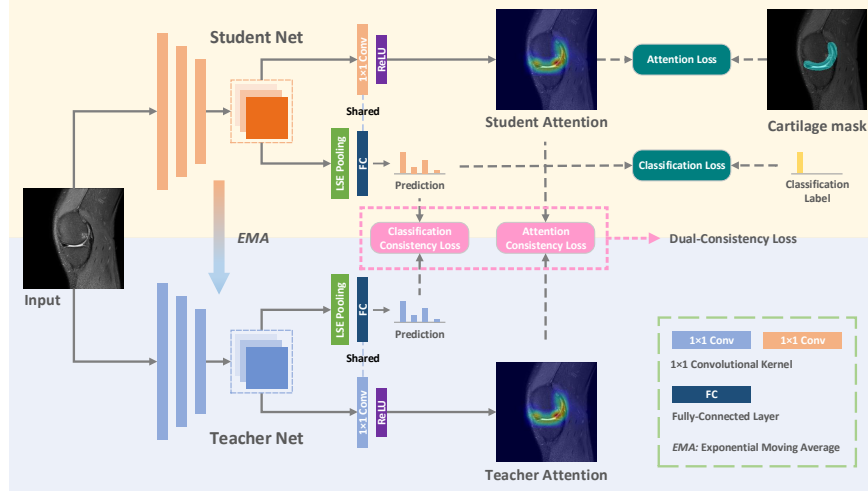 Student Net
1×1 Conv
ReLU
Student Attention
Attention Loss
Cartilage mask
Shared
LSE Pooling
FC
Prediction
Classification Loss
Classification
Label
Input
EMA
Classification
Consistency Loss
Attention
Consistency Loss
Dual-Consistency Loss
LSE Pooling
FC
Prediction
Shared
1×1 Conv
ReLU
Teacher Net
Teacher Attention
1×1 Conv
1×1 Conv
1×1 Convolutional Kernel
FC
Fully-Connected Layer
EMA: Exponential Moving Average